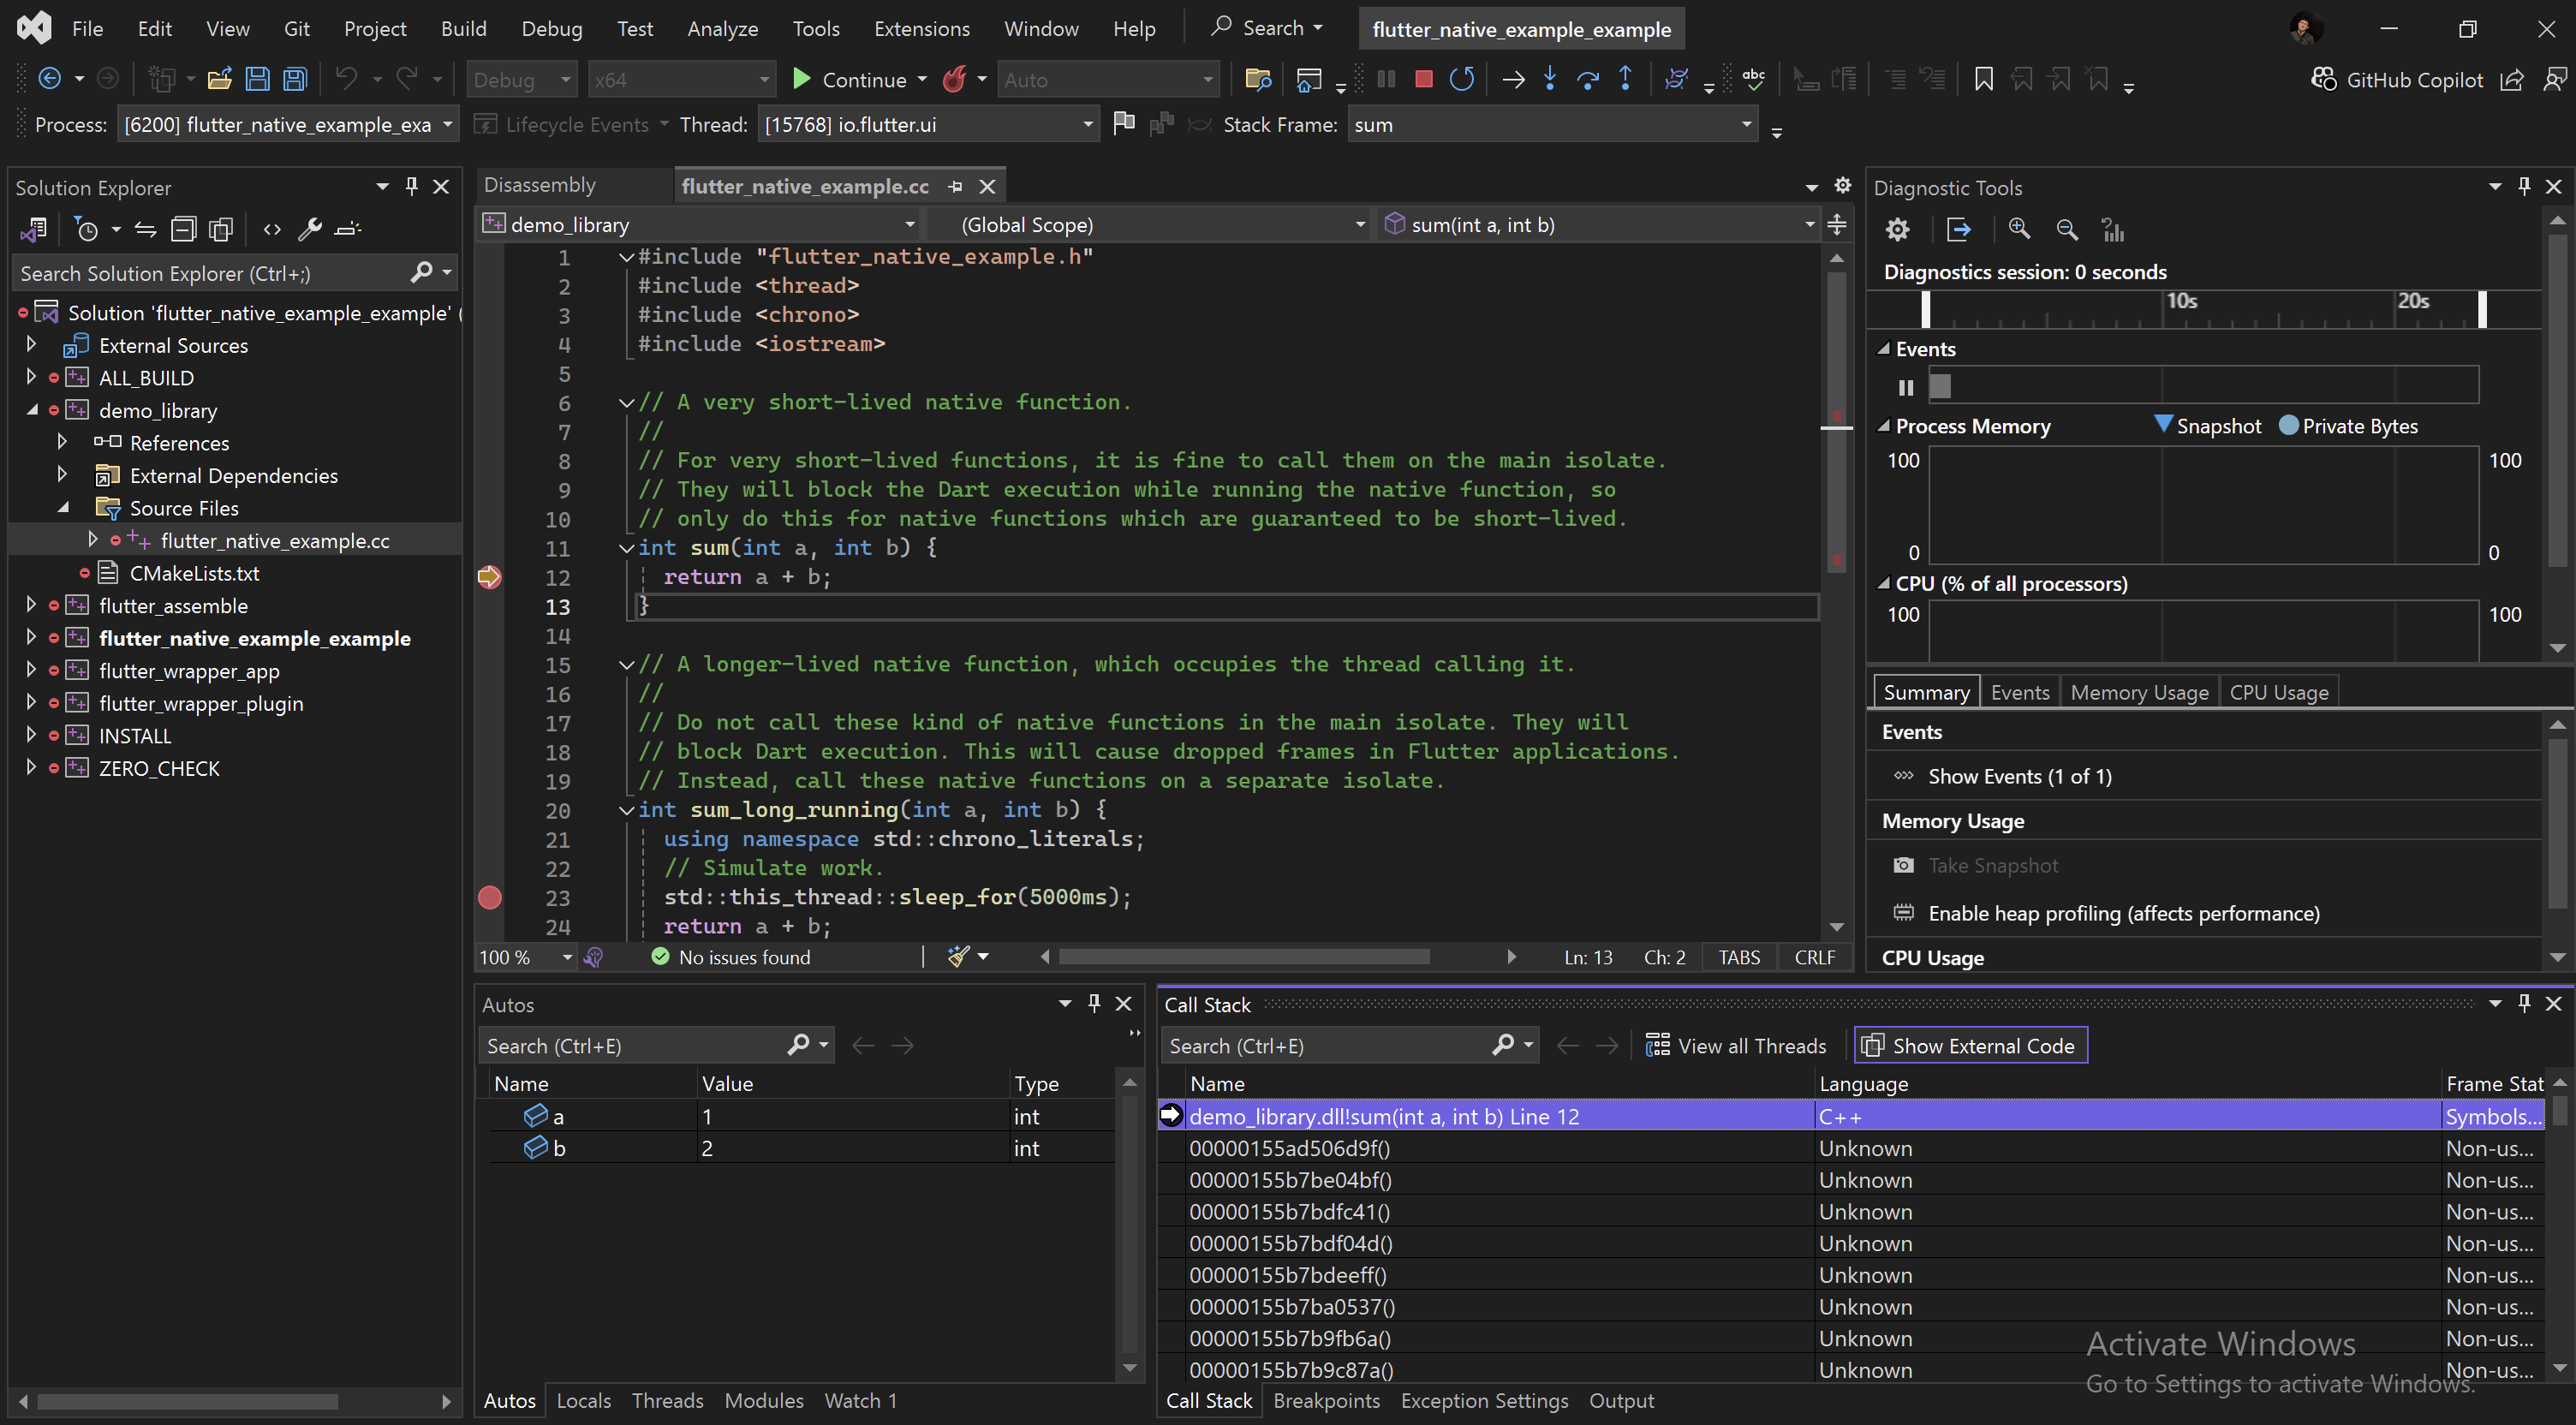 File Edit View Git Project Build Debug Test Analyze Tools Extensions Window Help Search flutter_native_example_example
Debug x64 Continue Auto abc GitHub Copilot
Process: [6200] flutter_native_example_exa Lifecycle Events Thread: [15768] io.flutter.ui Stack Frame: sum
Solution Explorer
Search Solution Explorer (Ctrl+;)
Solution 'flutter_native_example_example' (
External Sources
ALL_BUILD
demo_library
References
External Dependencies
Source Files
flutter_native_example.cc
CMakeLists.txt
flutter_assemble
flutter_native_example_example
flutter_wrapper_app
flutter_wrapper_plugin
INSTALL
ZERO_CHECK
Disassembly flutter_native_example.cc
demo_library (Global Scope) sum(int a, int b)
1 #include "flutter_native_example.h"
2 #include <thread>
3 #include <chrono>
4 #include <iostream>
5
6 // A very short-lived native function.
7 //
8 // For very short-lived functions, it is fine to call them on the main isolate.
9 // They will block the Dart execution while running the native function, so
10 // only do this for native functions which are guaranteed to be short-lived.
11 int sum(int a, int b) {
12 return a + b;
13 }
14
15 // A longer-lived native function, which occupies the thread calling it.
16 //
17 // Do not call these kind of native functions in the main isolate. They will
18 // block Dart execution. This will cause dropped frames in Flutter applications.
19 // Instead, call these native functions on a separate isolate.
20 int sum_long_running(int a, int b) {
21 using namespace std::chrono_literals;
22 // Simulate work.
23 std::this_thread::sleep_for(5000ms);
24 return a + b;
100 % No issues found Ln: 13 Ch: 2 TABS CRLF
Diagnostic Tools
Diagnostics session: 0 seconds
10s 20s
Events
Process Memory Snapshot Private Bytes
100 100
0 0
CPU (% of all processors)
100 100
Summary Events Memory Usage CPU Usage
Events
Show Events (1 of 1)
Memory Usage
Take Snapshot
Enable heap profiling (affects performance)
CPU Usage
Autos
Search (Ctrl+E)
Name Value Type
a 1 int
b 2 int
Autos Locals Threads Modules Watch 1
Call Stack
Search (Ctrl+E) View all Threads Show External Code
Name Language Frame Stat
demo_library.dll!sum(int a, int b) Line 12 C++ Symbols...
00000155ad506d9f() Unknown Non-us...
00000155b7be04bf() Unknown Non-us...
00000155b7bdfc41() Unknown Non-us...
00000155b7bdf04d() Unknown Non-us...
00000155b7bdeeff() Unknown Non-us...
00000155b7ba0537() Unknown Non-us...
00000155b7b9fb6a() Unknown Non-us...
00000155b7b9c87a() Unknown Non-us...
Call Stack Breakpoints Exception Settings Output
Activate Windows
Go to Settings to activate Windows.